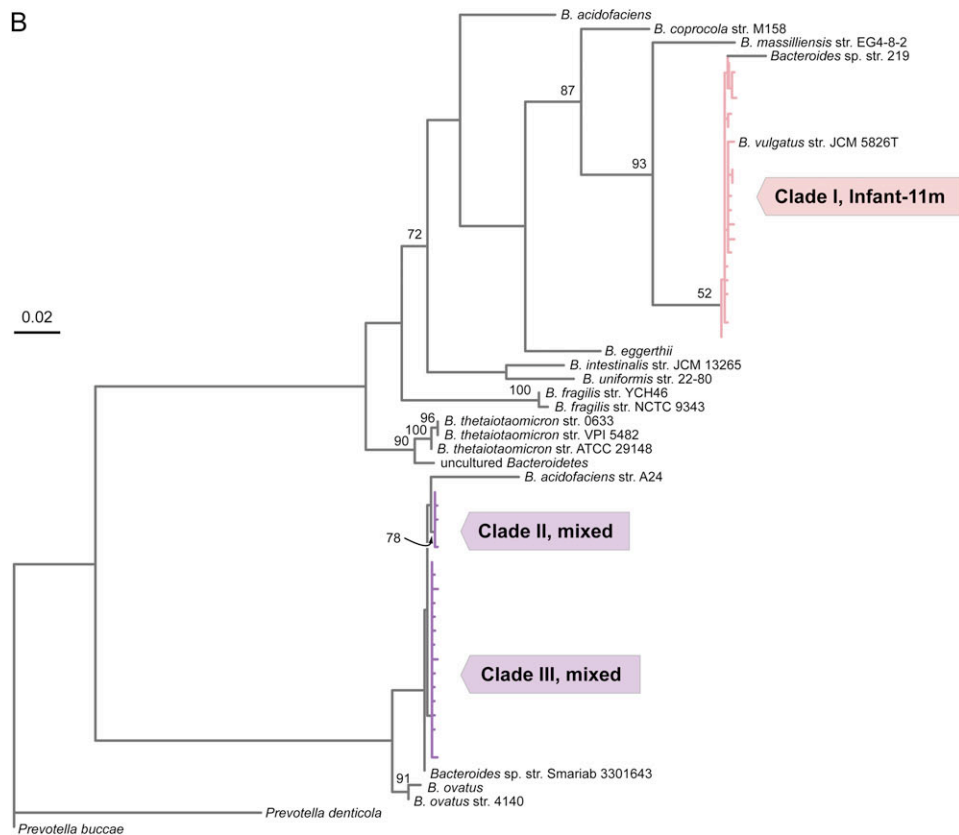 B
B. acidofaciens
B. coprocola str. M158
B. massilliensis str. EG4-8-2
Bacteroides sp. str. 219
87
B. vulgatus str. JCM 5826T
93
Clade I, Infant-11m
72
52
0.02
B. eggerthii
B. intestinalis str. JCM 13265
B. uniformis str. 22-80
100
B. fragilis str. YCH46
B. fragilis str. NCTC 9343
96
B. thetaiotaomicron str. 0633
100
B. thetaiotaomicron str. VPI 5482
90
B. thetaiotaomicron str. ATCC 29148
uncultured Bacteroidetes
B. acidofaciens str. A24
Clade II, mixed
78
Clade III, mixed
Bacteroides sp. str. Smariab 3301643
91
B. ovatus
B. ovatus str. 4140
Prevotella denticola
Prevotella buccae